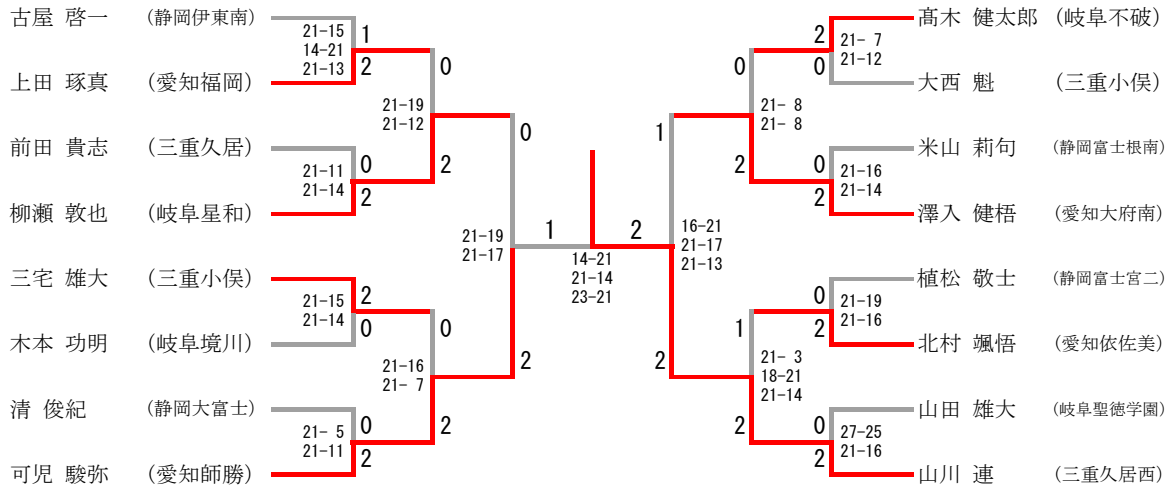 古屋 啓一 (静岡伊東南)
21-15 1
14-21
21-13 2
上田 琢真 (愛知福岡)
0
21-19
21-12
2
前田 貴志 (三重久居)
21-11 0
21-14 2
柳瀬 敦也 (岐阜星和)
0
21-19
21-17
2
三宅 雄大 (三重小俣)
21-15 2
21-14 0
木本 功明 (岐阜境川)
0
21-16
21- 7
2
清 俊紀 (静岡大富士)
21- 5 0
21-11 2
可児 駿弥 (愛知師勝)
1 2
14-21
21-14
23-21
髙木 健太郎 (岐阜不破)
2 21- 7
0 21-12
大西 魁 (三重小俣)
0
21- 8
21- 8
2
米山 莉句 (静岡富士根南)
0 21-16
2 21-14
澤入 健梧 (愛知大府南)
1
16-21
21-17
21-13
2
植松 敬士 (静岡富士宮二)
0 21-19
2 21-16
北村 颯悟 (愛知依佐美)
1
21- 3
18-21
21-14
2
山田 雄大 (岐阜聖徳学園)
0 27-25
2 21-16
山川 連 (三重久居西)